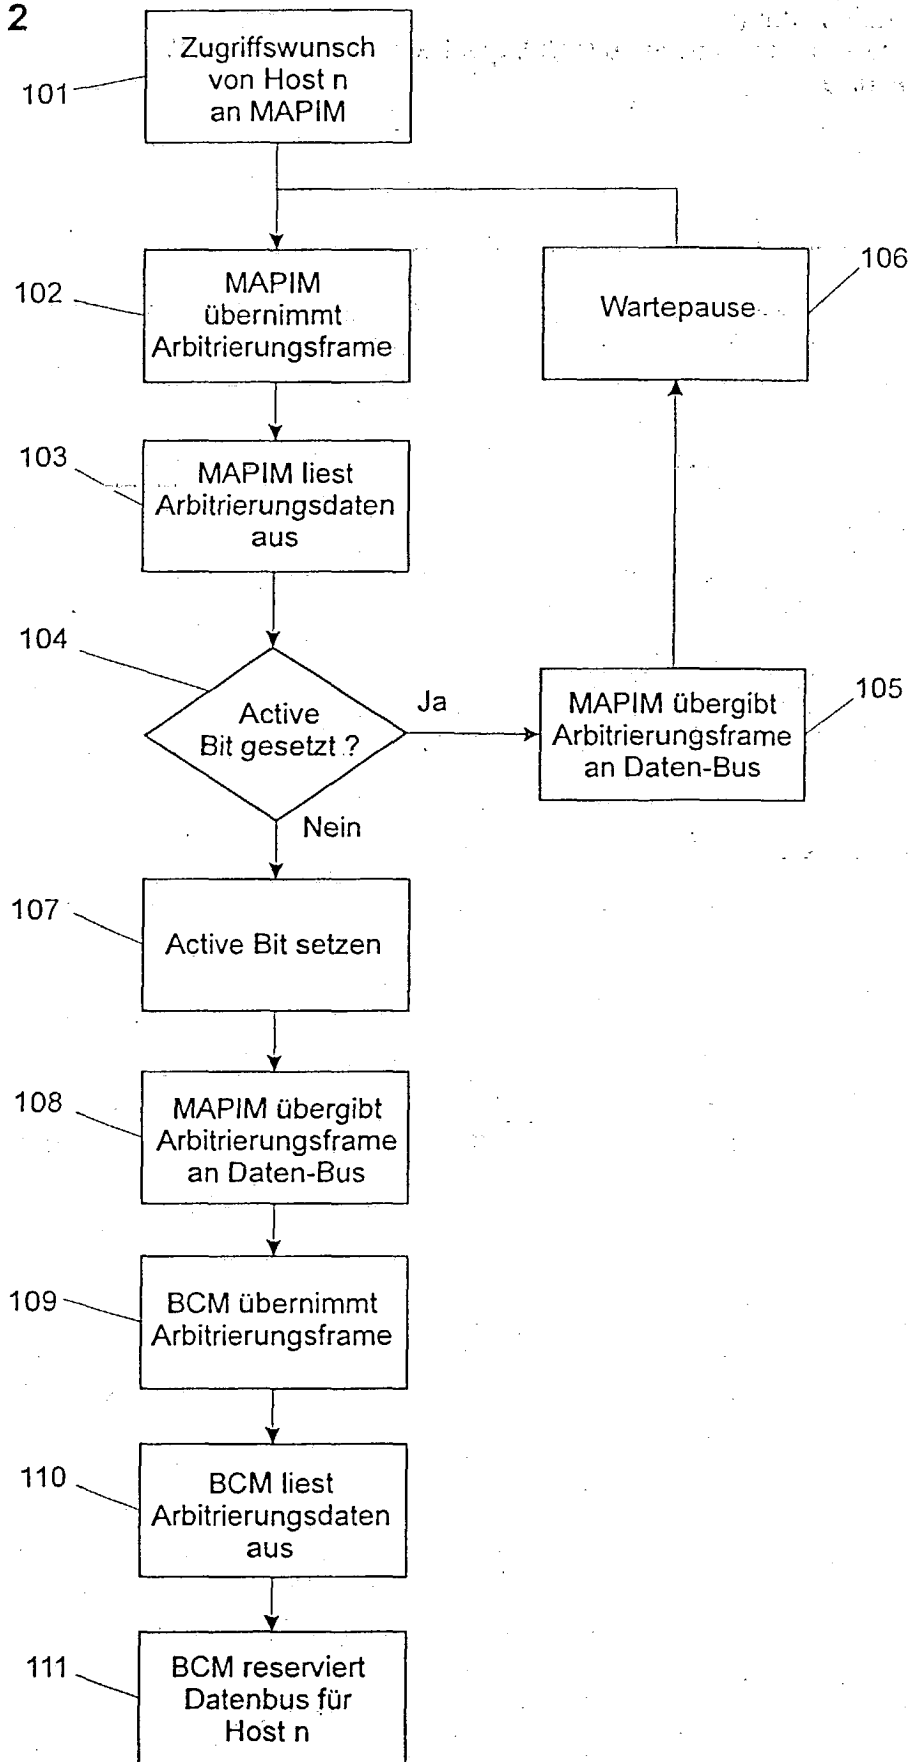 2
Zugriffswunsch
von Host n
an MAPIM
101
102
MAPIM
übernimmt
Arbitrierungsframe
106
Wartepause
103
MAPIM liest
Arbitrierungsdaten
aus
104
Active
Bit gesetzt ?
Ja
Nein
105
MAPIM übergibt
Arbitrierungsframe
an Daten-Bus
107
Active Bit setzen
108
MAPIM übergibt
Arbitrierungsframe
an Daten-Bus
109
BCM übernimmt
Arbitrierungsframe
110
BCM liest
Arbitrierungsdaten
aus
111
BCM reserviert
Datenbus für
Host n